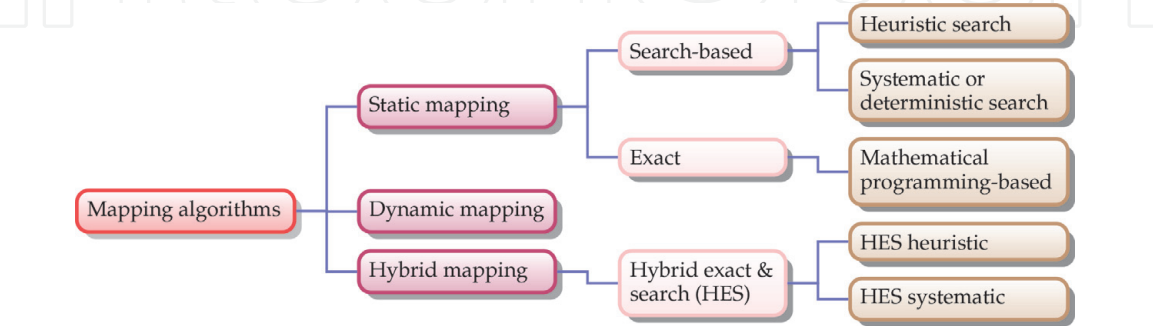 Mapping algorithms
Static mapping
Dynamic mapping
Hybrid mapping
Search-based
Exact
Hybrid exact &
search (HES)
Heuristic search
Systematic or
deterministic search
Mathematical
programming-based
HES heuristic
HES systematic